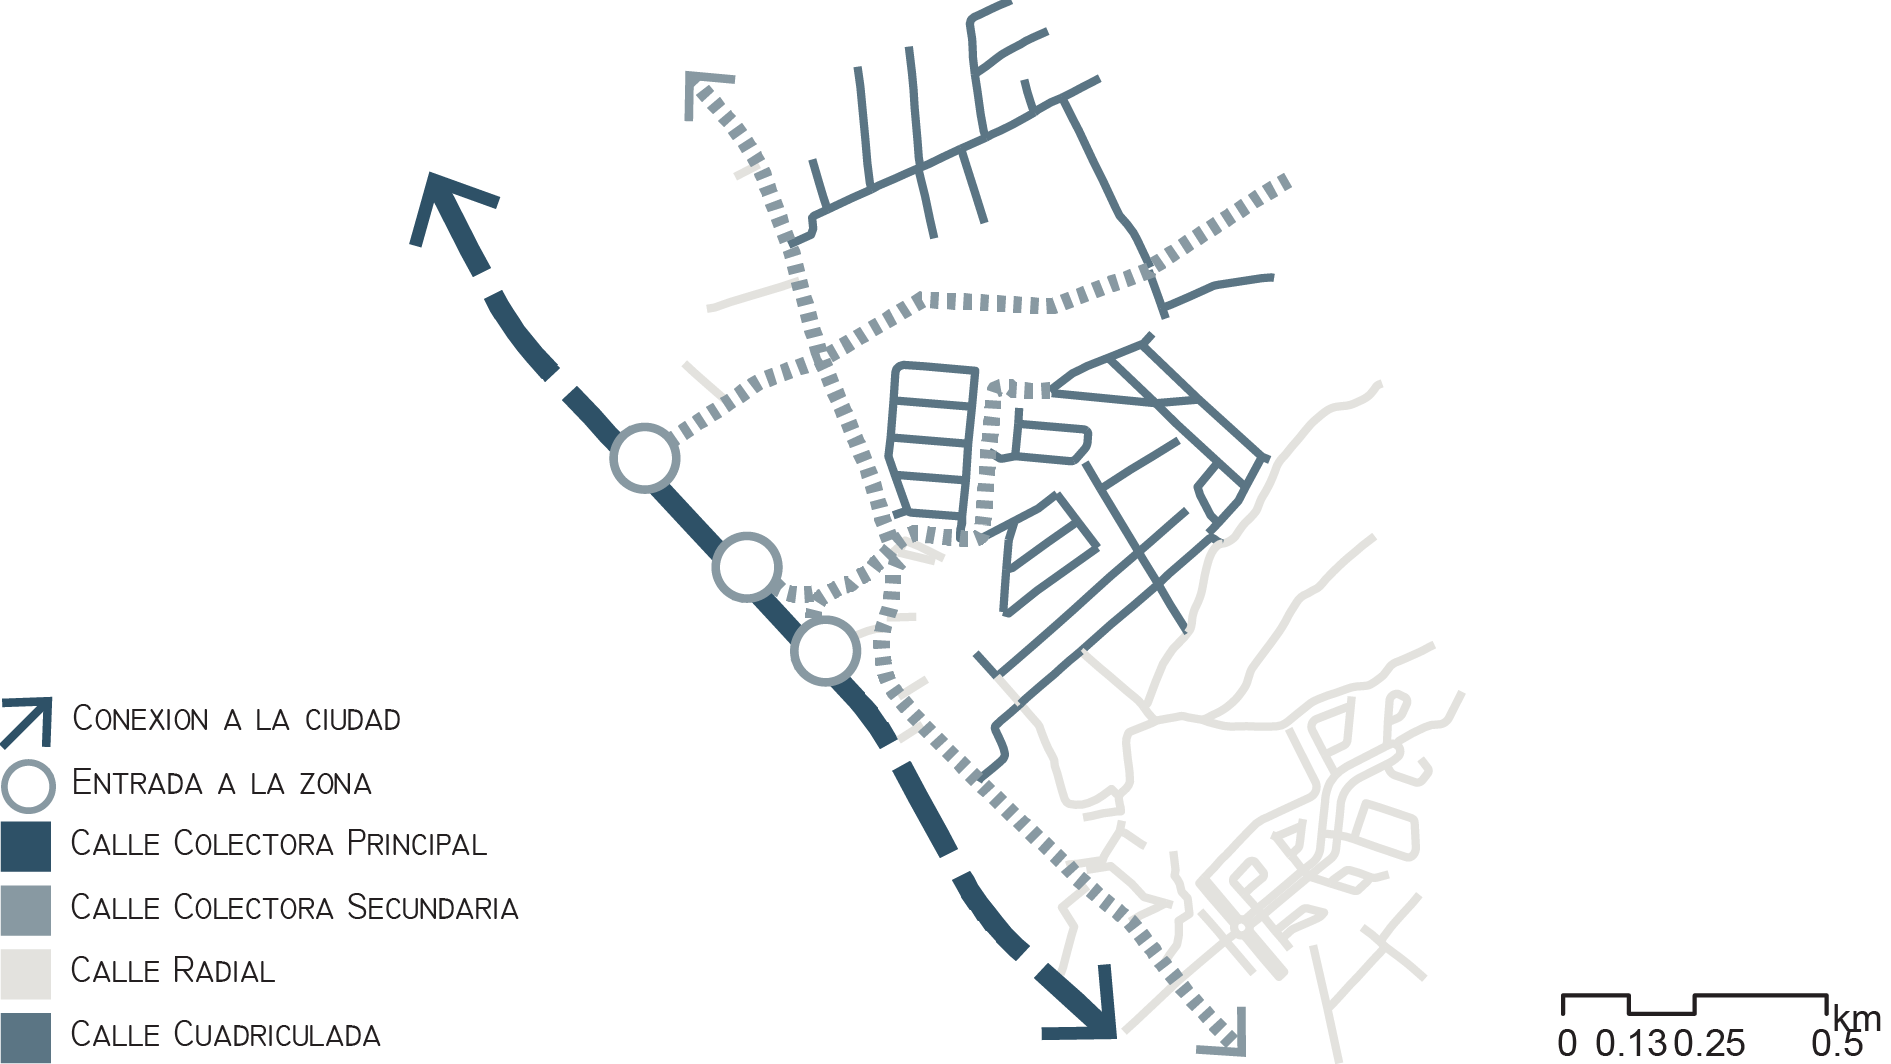 Conexion a la ciudad
Entrada a la zona
Calle Colectora Principal
Calle Colectora Secundaria
Calle Radial
Calle Cuadriculada
km
0 0.13 0.25 0.5